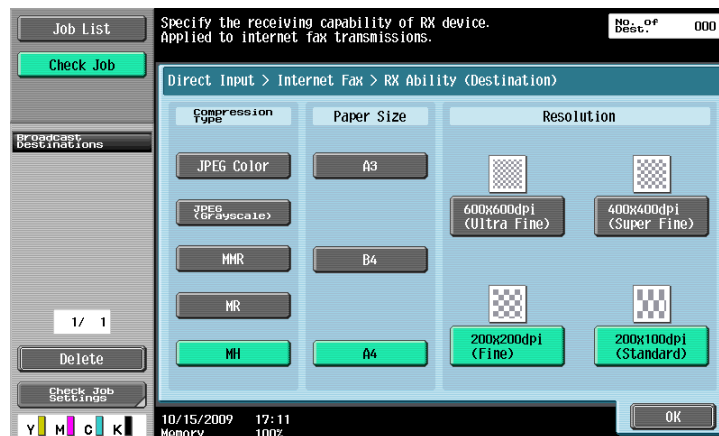 Job List
Check Job
Broadcast
Destinations
1/ 1
Delete
Check Job
Settings
Y M C K
Specify the receiving capability of RX device.
Applied to internet fax transmissions.
No. of
Dest.
000
Direct Input > Internet Fax > RX Ability (Destination)
Compression
Type
Paper Size
Resolution
JPEG Color
A3
JPEG
(Grayscale)
600X600dpi
(Ultra Fine)
400X400dpi
(Super Fine)
MMR
B4
MR
MH
A4
200X200dpi
(Fine)
200X100dpi
(Standard)
10/15/2009 17:11
Memory 100%
OK